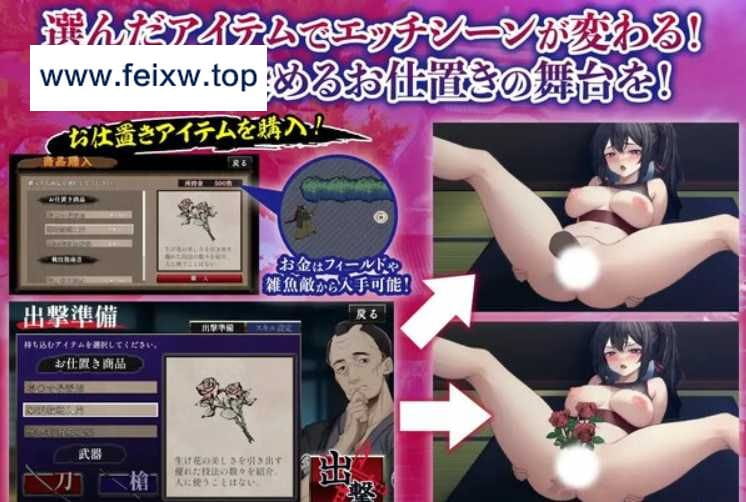 選んだアイテムでエッチシーンが変わる!
www.feixw.top
めるお仕置きの舞台を!
お仕置きアイテムを購入!
商品購入
戻る
所持金 500両
お仕置き商品
生け花の美しさを引き出す
優れた技法の数々を紹介。
人に使うことはない。
購入
お金はフィールドや
雑魚敵から入手可能!
出撃準備
戻る
出撃準備 スキル設定
持ち込むアイテムを選択してください。
お仕置き商品
武器
刀 槍
生け花の美しさを引き出す
優れた技法の数々を紹介。
人に使うことはない。
出撃